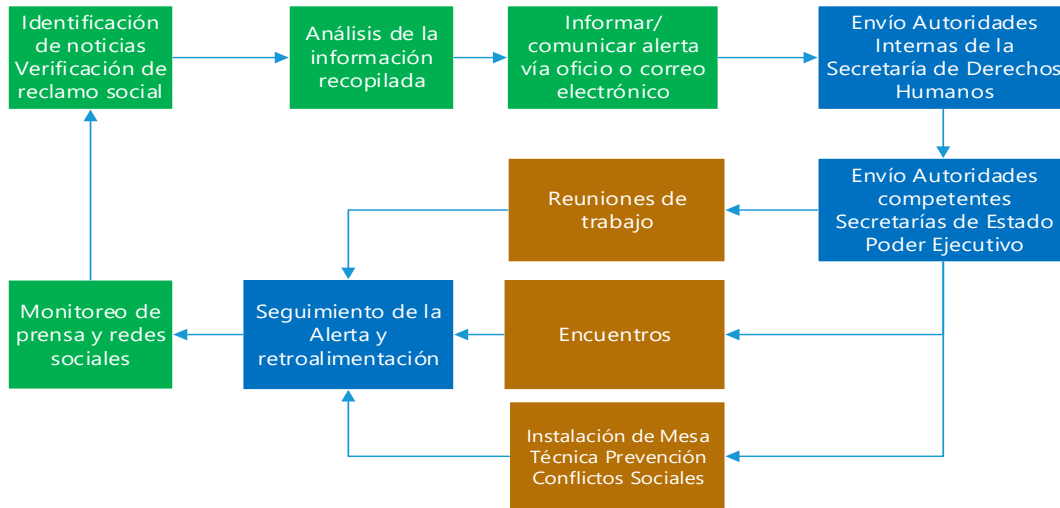 Identificación
de noticias
Verificación de
reclamo social
Análisis de la
información
recopilada
Informar/
comunicar alerta
vía oficio o correo
electrónico
Envío Autoridades
Internas de la
Secretaría de Derechos
Humanos
Envío Autoridades
competentes
Secretarías de Estado
Poder Ejecutivo
Reuniones de
trabajo
Encuentros
Instalación de Mesa
Técnica Prevención
Conflictos Sociales
Seguimiento de la
Alerta y
retroalimentación
Monitoreo de
prensa y redes
sociales